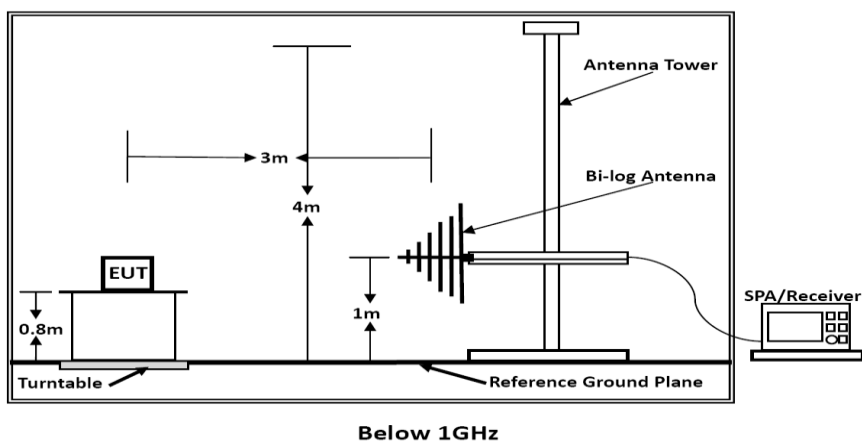 Antenna Tower
3m
Bi-log Antenna
4m
EUT
SPA/Receiver
0.8m
1m
Turntable
Reference Ground Plane
Below 1GHz